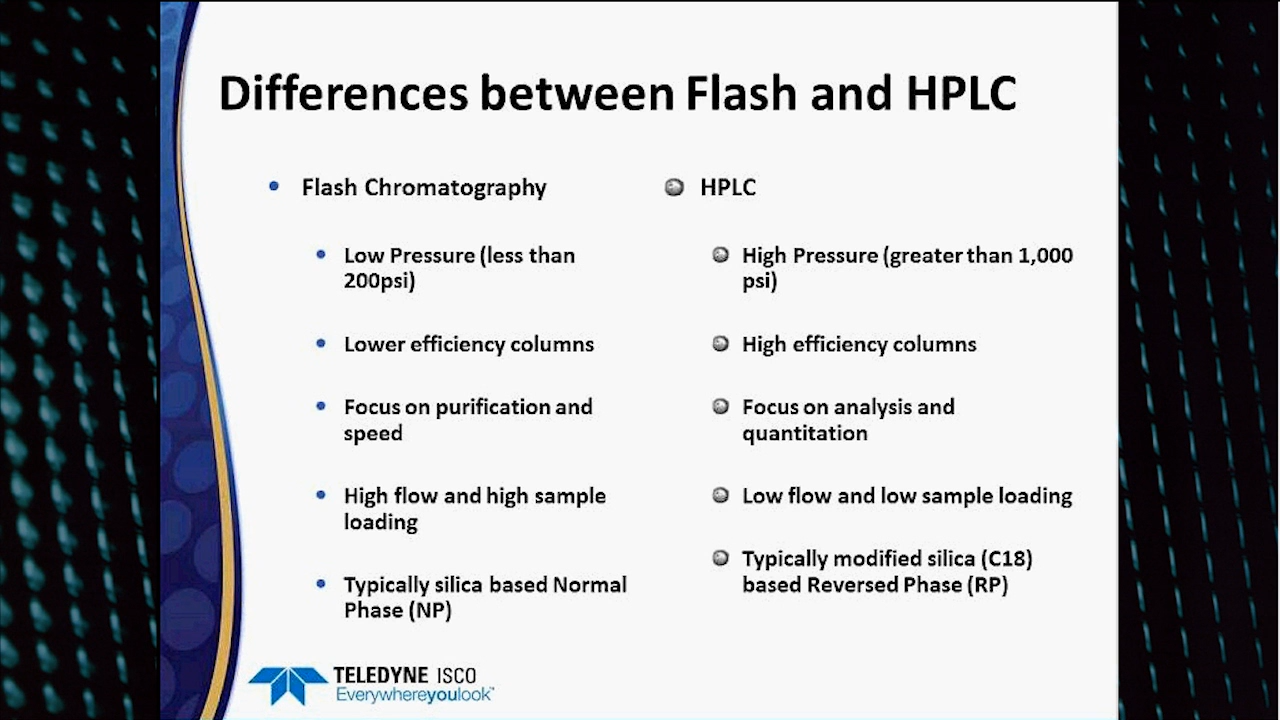 Differences between Flash and HPLC
Flash Chromatography
Low Pressure (less than
200psi)
Lower efficiency columns
Focus on purification and
speed
High flow and high sample
loading
Typically silica based Normal
Phase (NP)
HPLC
High Pressure (greater than 1,000
psi)
High efficiency columns
Focus on analysis and
quantitation
Low flow and low sample loading
Typically modified silica (C18)
based Reversed Phase (RP)
TELEDYNE ISCO
Everywhereyoulook™